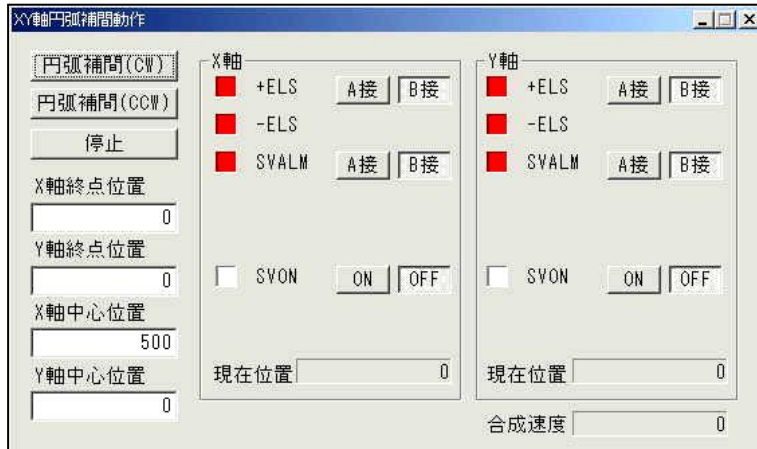 XY軸円弧補間動作
円弧補間(CW)
円弧補間(CCW)
停止
X軸終点位置
0
Y軸終点位置
0
X軸中心位置
500
Y軸中心位置
0
X軸
+ELS A接 B接
-ELS
SVALM A接 B接
SVON ON OFF
現在位置 0
Y軸
+ELS A接 B接
-ELS
SVALM A接 B接
SVON ON OFF
現在位置 0
合成速度 0